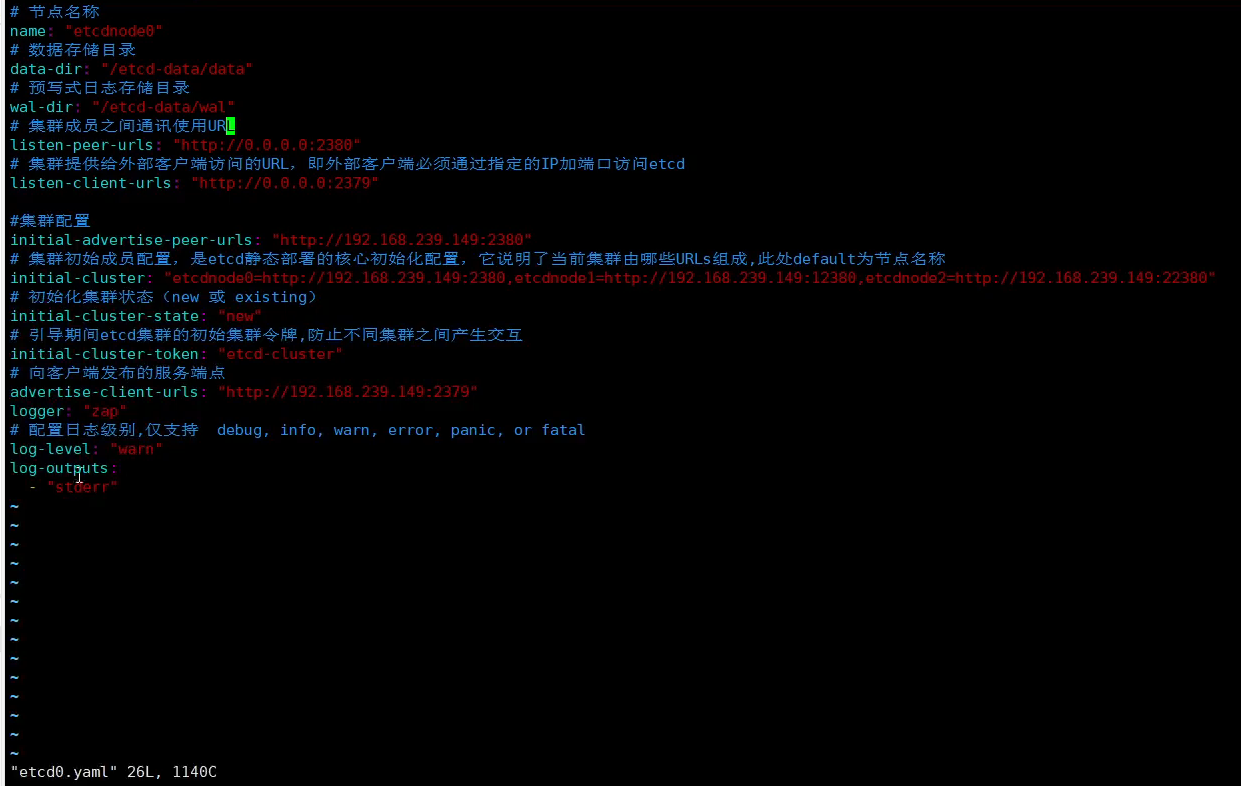 # 节点名称
name: "etcdnode0"
# 数据存储目录
data-dir: "/etcd-data/data"
# 预写式日志存储目录
wal-dir: "/etcd-data/wal"
# 集群成员之间通讯使用URL
listen-peer-urls: "http://0.0.0.0:2380"
# 集群提供给外部客户端访问的URL，即外部客户端必须通过指定的IP加端口访问etcd
listen-client-urls: "http://0.0.0.0:2379"
#集群配置
initial-advertise-peer-urls: "http://192.168.239.149:2380"
# 集群初始成员配置，是etcd静态部署的核心初始化配置，它说明了当前集群由哪些URLs组成,此处default为节点名称
initial-cluster: "etcdnode0=http://192.168.239.149:2380,etcdnode1=http://192.168.239.149:12380,etcdnode2=http://192.168.239.149:22380"
# 初始化集群状态（new 或 existing）
initial-cluster-state: "new"
# 引导期间etcd集群的初始集群令牌,防止不同集群之间产生交互
initial-cluster-token: "etcd-cluster"
# 向客户端发布的服务端点
advertise-client-urls: "http://192.168.239.149:2379"
logger: "zap"
# 配置日志级别,仅支持  debug, info, warn, error, panic, or fatal
log-level: "warn"
log-outputs:
  - "stderr"
~
~
~
~
~
~
~
~
~
~
~
~
~
~
"etcd0.yaml" 26L, 1140C